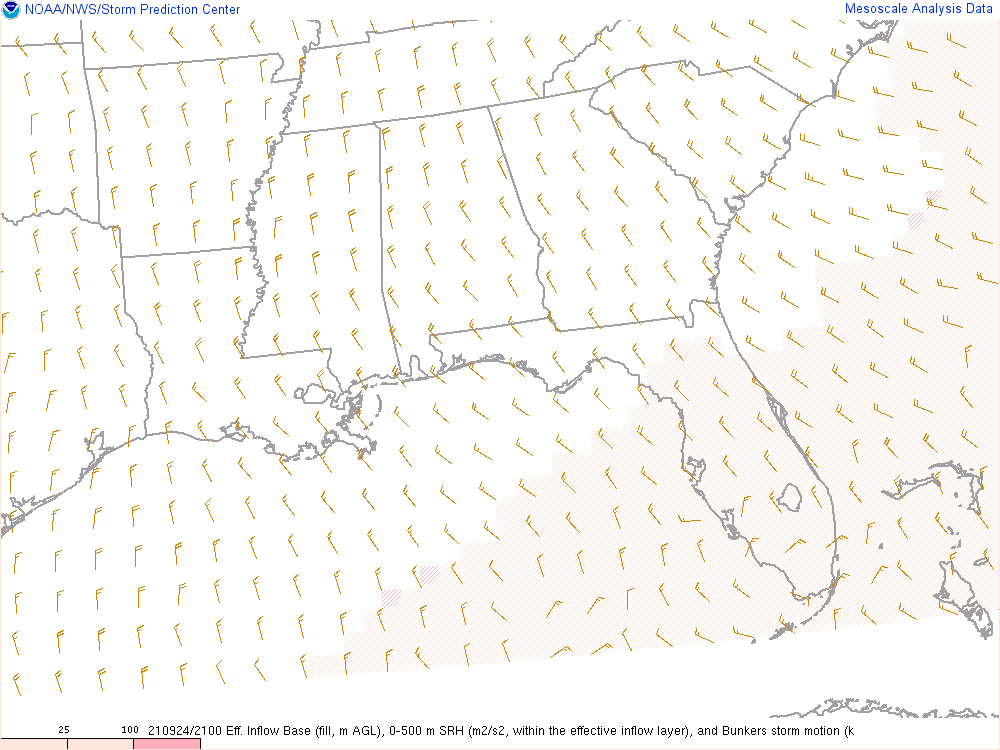 NOAA/NWS/Storm Prediction Center
Mesoscale Analysis Data
25 100 210924/2100 Eff. Inflow Base (fill, m AGL), 0-500 m SRH (m2/s2, within the effective inflow layer), and Bunkers storm motion (k